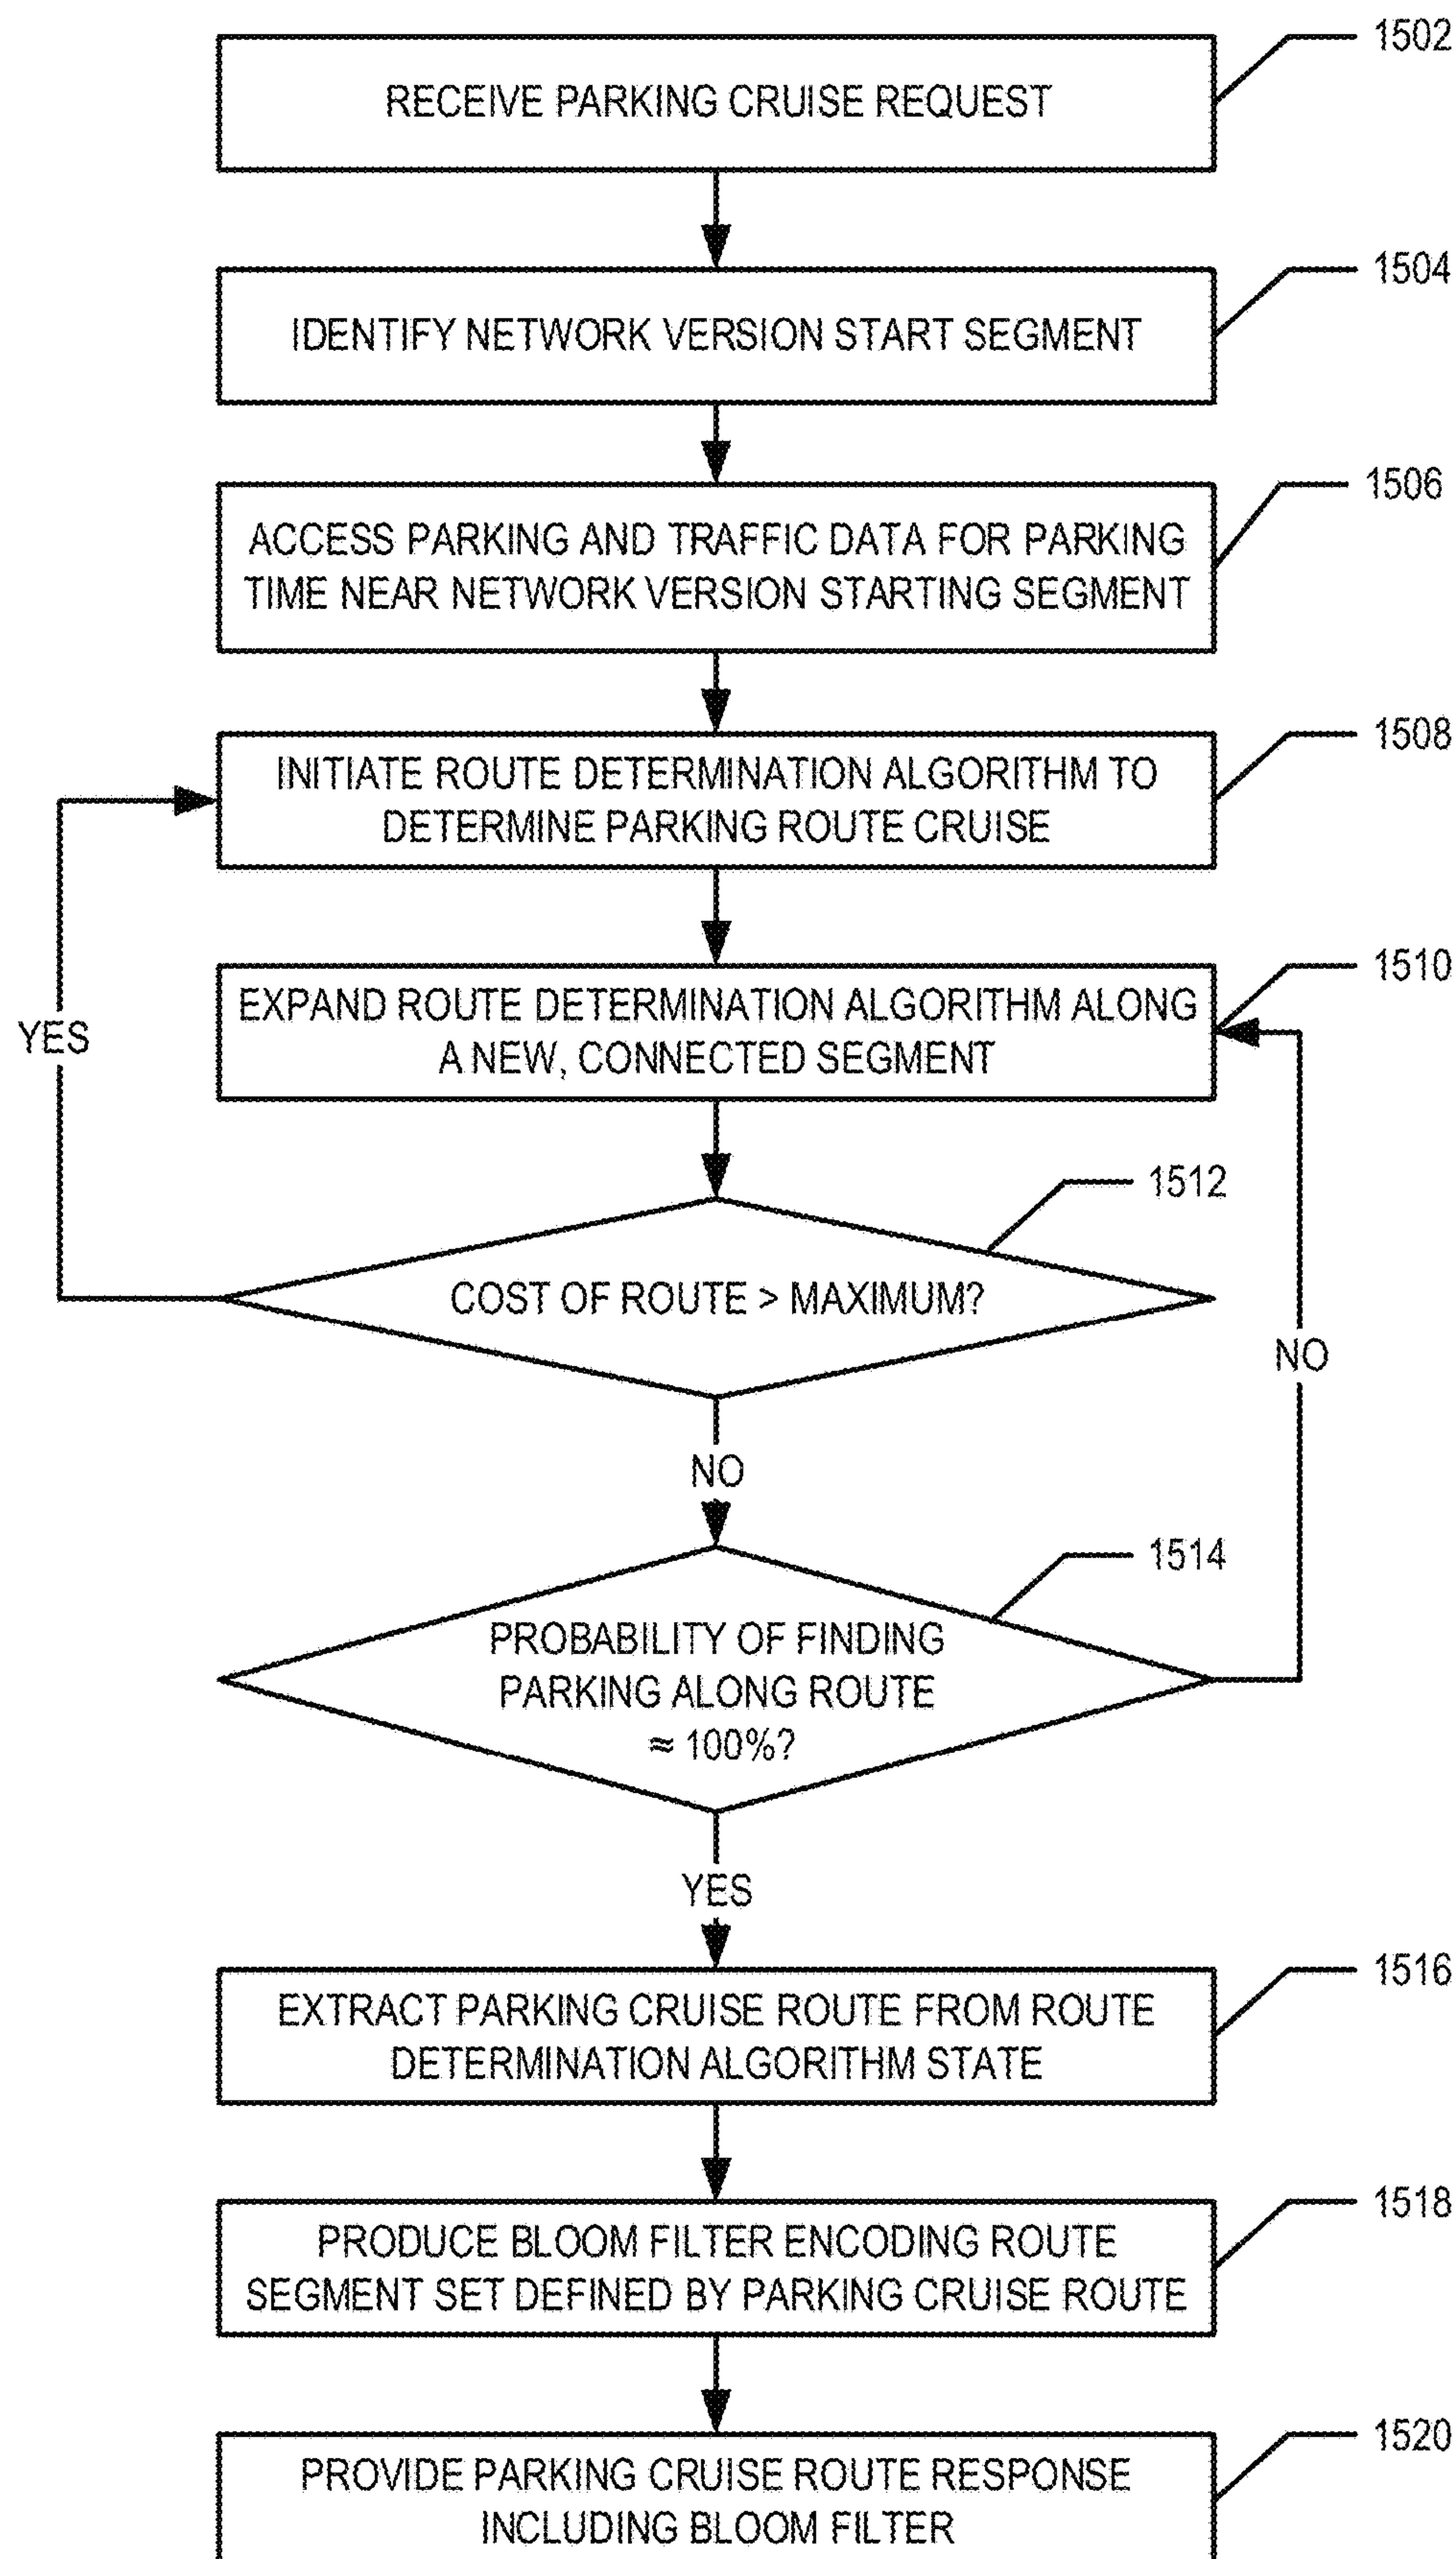 1502
RECEIVE PARKING CRUISE REQUEST
1504
IDENTIFY NETWORK VERSION START SEGMENT
1506
ACCESS PARKING AND TRAFFIC DATA FOR PARKING
TIME NEAR NETWORK VERSION STARTING SEGMENT
1508
INITIATE ROUTE DETERMINATION ALGORITHM TO
DETERMINE PARKING ROUTE CRUISE
1510
EXPAND ROUTE DETERMINATION ALGORITHM ALONG
A NEW, CONNECTED SEGMENT
YES
1512
COST OF ROUTE > MAXIMUM?
NO
NO
1514
PROBABILITY OF FINDING
PARKING ALONG ROUTE
≈ 100%?
YES
1516
EXTRACT PARKING CRUISE ROUTE FROM ROUTE
DETERMINATION ALGORITHM STATE
1518
PRODUCE BLOOM FILTER ENCODING ROUTE
SEGMENT SET DEFINED BY PARKING CRUISE ROUTE
1520
PROVIDE PARKING CRUISE ROUTE RESPONSE
INCLUDING BLOOM FILTER